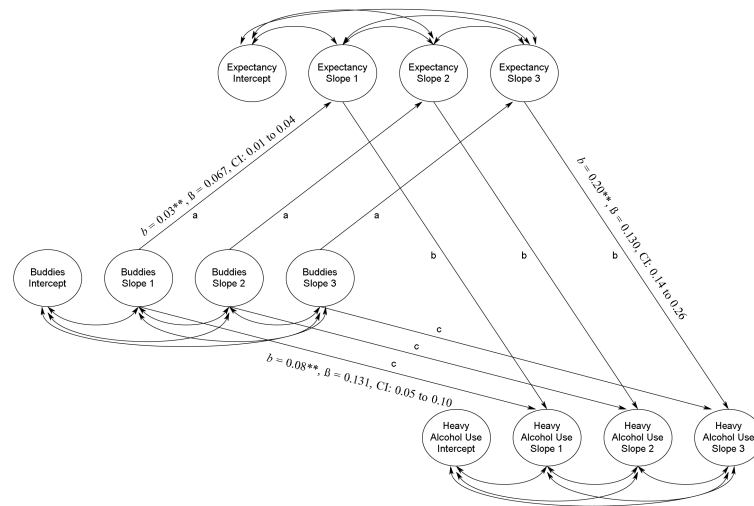 Expectancy
Intercept
Expectancy
Slope 1
Expectancy
Slope 2
Expectancy
Slope 3
b = 0.03**, ß = 0.067, CI: 0.01 to 0.04
a
a
a
b = 0.20**, ß = 0.130, CI: 0.14 to 0.26
b
b
b
Buddies
Intercept
Buddies
Slope 1
Buddies
Slope 2
Buddies
Slope 3
c
c
c
b = 0.08**, ß = 0.131, CI: 0.05 to 0.10
Heavy
Alcohol Use
Intercept
Heavy
Alcohol Use
Slope 1
Heavy
Alcohol Use
Slope 2
Heavy
Alcohol Use
Slope 3